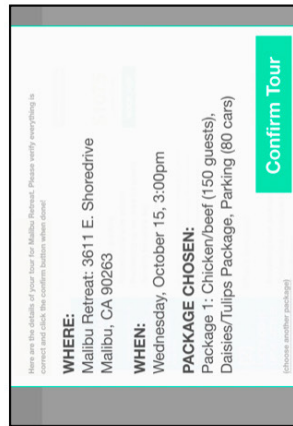 Here are the details of your tour for Malibu Retreat. Please verify everything is
correct and click the confirm button when done!
WHERE:
Malibu Retreat: 3611 E. Shoredrive
Malibu, CA 90263
WHEN:
Wednesday, October 15, 3:00pm
PACKAGE CHOSEN:
Package 1: Chicken/beef (150 guests),
Daisies/Tulips Package, Parking (80 cars)
(choose another package)
Confirm Tour